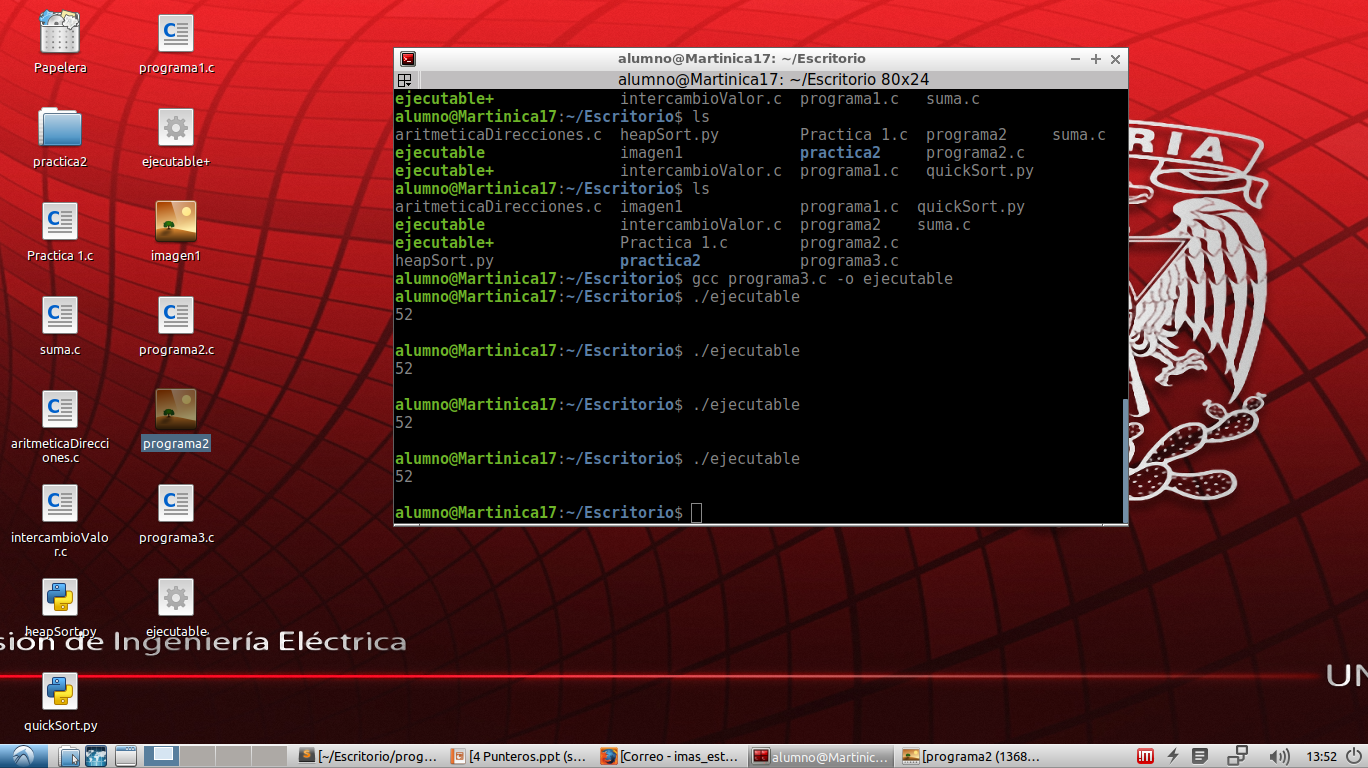 Papelera
programa1.c
practica2
ejecutable+
Practica 1.c
imagen1
suma.c
programa2.c
aritmeticaDirecci
ones.c
programa2
intercambioValo
r.c
programa3.c
heapSort.py
ejecutable
quickSort.py
alumno@Martinica17: ~/Escritorio
alumno@Martinica17: ~/Escritorio 80x24
ejecutable+ intercambioValor.c programa1.c suma.c
alumno@Martinica17:~/Escritorio$ ls
aritmeticaDirecciones.c heapSort.py Practica 1.c programa2 suma.c
ejecutable imagen1 practica2 programa2.c
ejecutable+ intercambioValor.c programa1.c quickSort.py
alumno@Martinica17:~/Escritorio$ ls
aritmeticaDirecciones.c imagen1 programa1.c quickSort.py
ejecutable intercambioValor.c programa2 suma.c
ejecutable+ Practica 1.c programa2.c
heapSort.py practica2 programa3.c
alumno@Martinica17:~/Escritorio$ gcc programa3.c -o ejecutable
alumno@Martinica17:~/Escritorio$ ./ejecutable
52
alumno@Martinica17:~/Escritorio$ ./ejecutable
52
alumno@Martinica17:~/Escritorio$ ./ejecutable
52
alumno@Martinica17:~/Escritorio$ ./ejecutable
52
alumno@Martinica17:~/Escritorio$
RIA
sión de Ingeniería Eléctrica
UN
[~/Escritorio/prog...
[4 Punteros.ppt (s...
[Correo - imas_est...
alumno@Martinic...
[programa2 (1368...
13:52